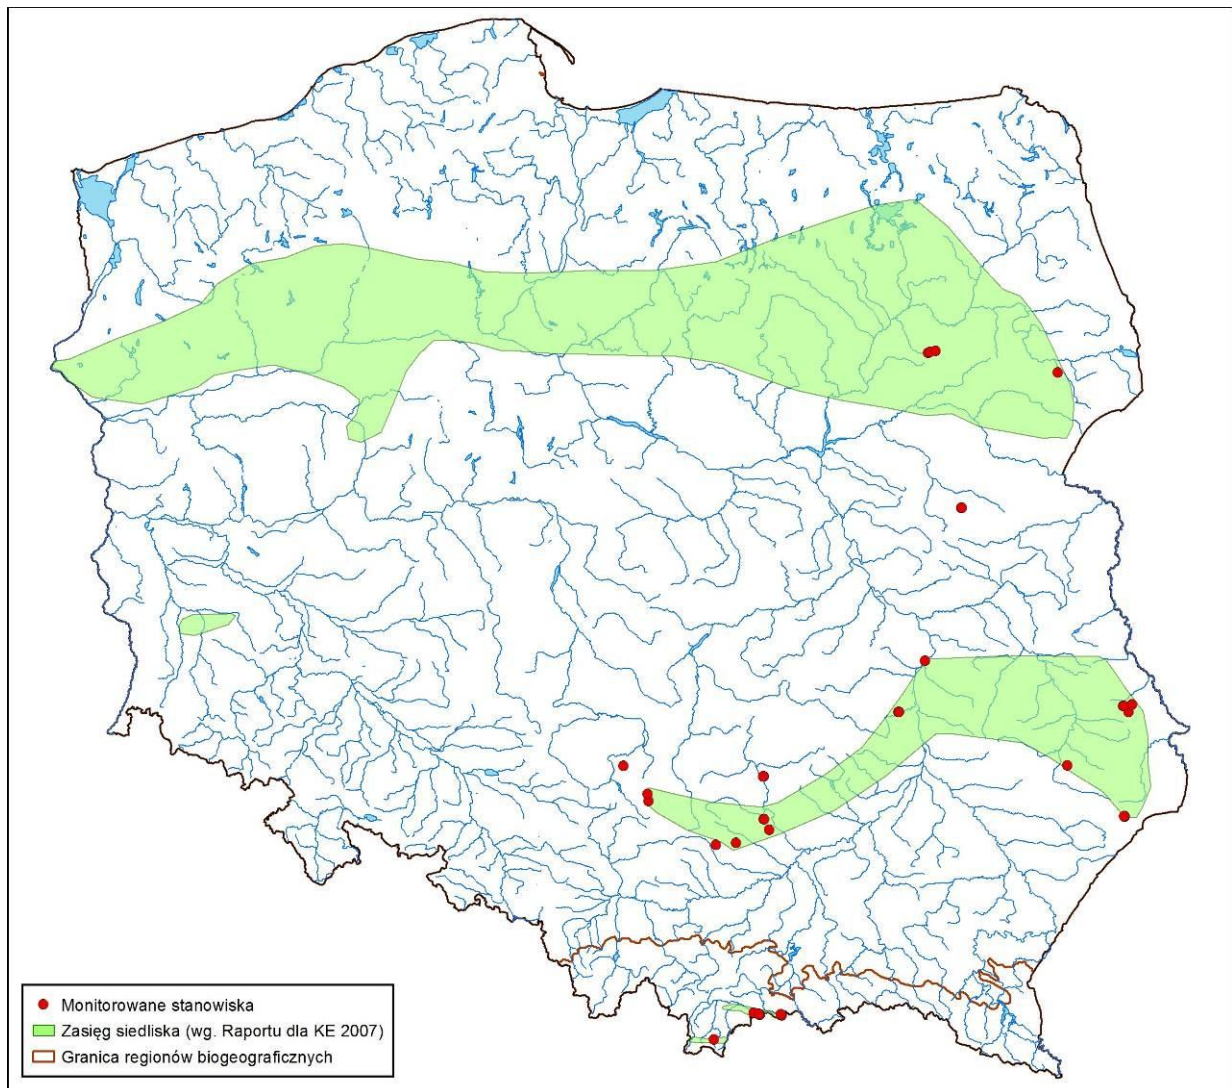 Monitorowane stanowiska
Zasięg siedliska (wg. Raportu dla KE 2007)
Granica regionów biogeograficznych